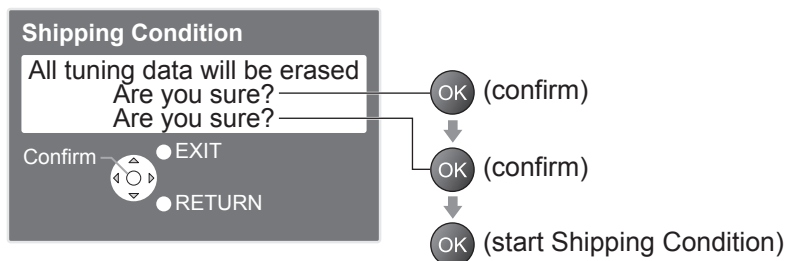 Shipping Condition
All tuning data will be erased
Are you sure?
Are you sure?
Confirm
EXIT
RETURN
OK (confirm)
OK (confirm)
OK (start Shipping Condition)